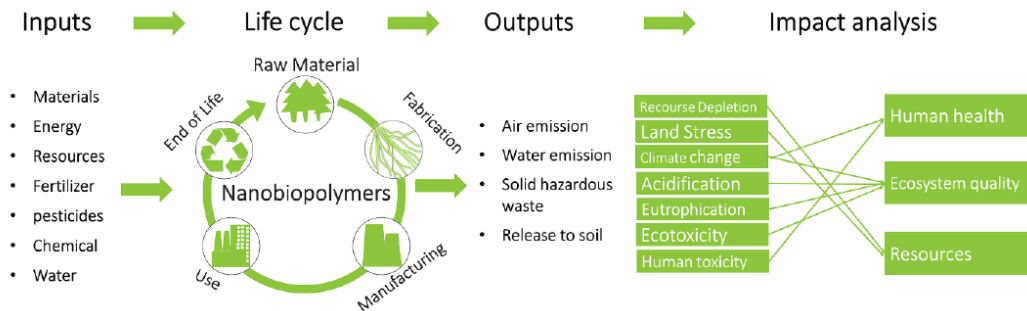 Inputs
Life cycle
Outputs
Impact analysis
• Materials
• Energy
• Resources
• Fertilizer
• pesticides
• Chemical
• Water
Raw Material
Fabrication
Manufacturing
Use
End of Life
Nanobiopolymers
• Air emission
• Water emission
• Solid hazardous
waste
• Release to soil
Recourse Depletion
Land Stress
Climate change
Acidification
Eutrophication
Ecotoxicity
Human toxicity
Human health
Ecosystem quality
Resources